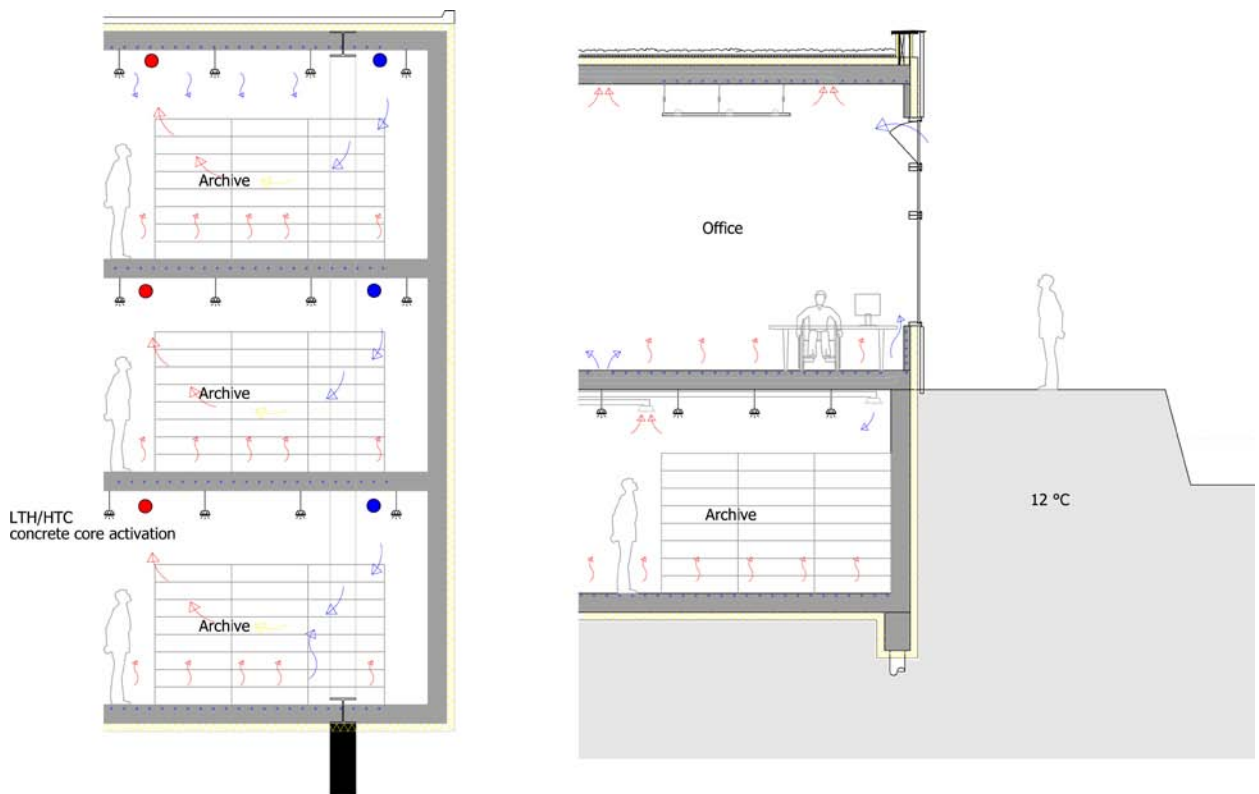 Archive
Archive
LTH/HTC
concrete core activation
Archive
Office
Archive
12 °C